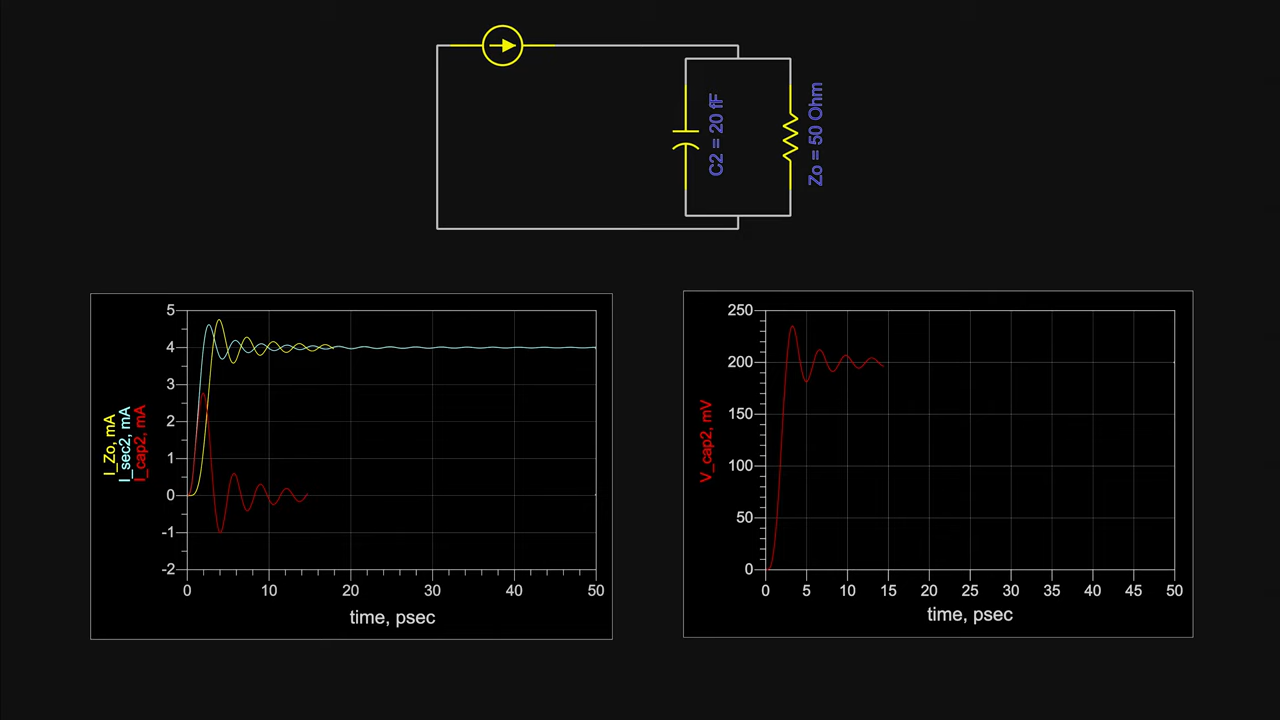 C2 = 20 fF
Zo = 50 Ohm
I_Zo, mA
I_sec2, mA
I_cap2, mA
5
4
3
2
1
0
-1
-2
0 10 20 30 40 50
time, psec
V_cap2, mV
250
200
150
100
50
0
0 5 10 15 20 25 30 35 40 45 50
time, psec